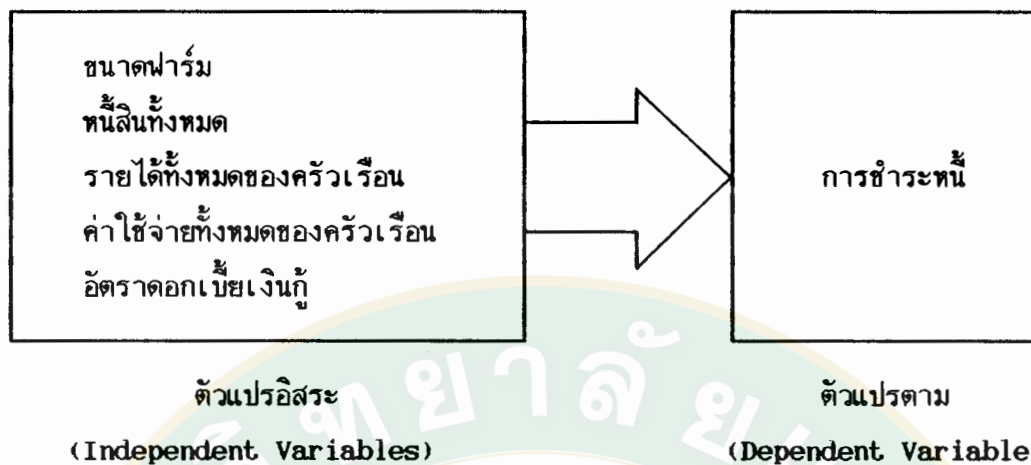 ขนาดฟาร์ม
หนี้สินทั้งหมด
รายได้ทั้งหมดของครัวเรือน
ค่าใช้จ่ายทั้งหมดของครัวเรือน
อัตราดอกเบี้ยเงินกู้
การชำระหนี้
ตัวแปรอิสระ
(Independent Variables)
ตัวแปรตาม
(Dependent Variable